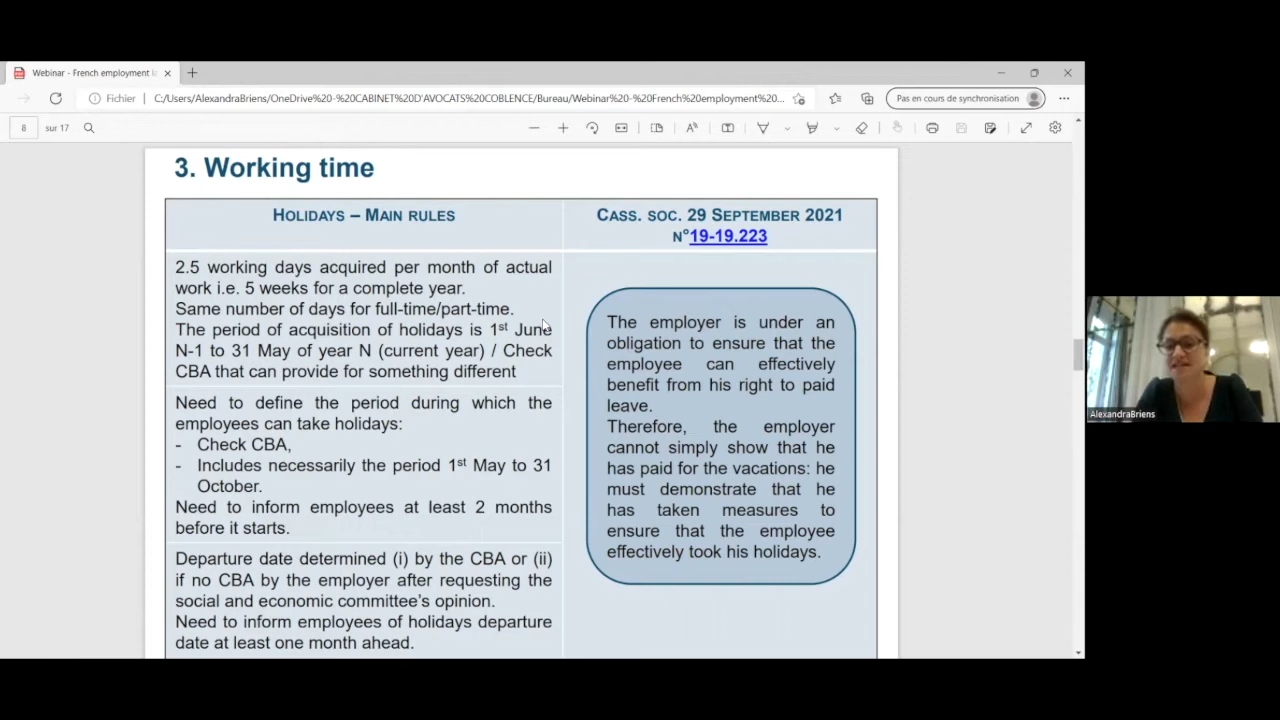 Webinar - French employment la
Fichier
C:/Users/AlexandraBriens/OneDrive%20-%20CABINET%20D'AVOCATS%20COBLENCE/Bureau/Webinar%20-%20French%20employment%20...
Pas en cours de synchronisation
8 sur 17
3. Working time
HOLIDAYS – MAIN RULES
2.5 working days acquired per month of actual
work i.e. 5 weeks for a complete year.
Same number of days for full-time/part-time.
The period of acquisition of holidays is 1st June
N-1 to 31 May of year N (current year) / Check
CBA that can provide for something different
Need to define the period during which the
employees can take holidays:
- Check CBA,
- Includes necessarily the period 1st May to 31
October.
Need to inform employees at least 2 months
before it starts.
Departure date determined (i) by the CBA or (ii)
if no CBA by the employer after requesting the
social and economic committee's opinion.
Need to inform employees of holidays departure
date at least one month ahead.
CASS. SOC. 29 SEPTEMBER 2021
N°19-19.223
The employer is under an
obligation to ensure that the
employee can effectively
benefit from his right to paid
leave.
Therefore, the employer
cannot simply show that he
has paid for the vacations: he
must demonstrate that he
has taken measures to
ensure that the employee
effectively took his holidays.
AlexandraBriens